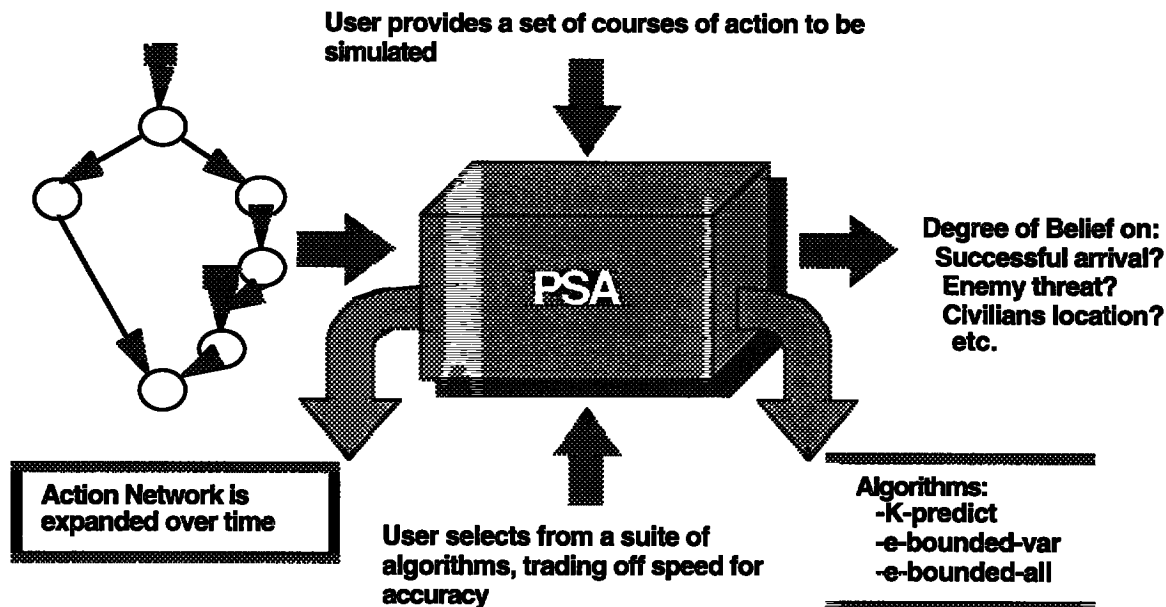 User provides a set of courses of action to be
simulated
PSA
Degree of Belief on:
Successful arrival?
Enemy threat?
Civilians location?
etc.
Action Network is
expanded over time
User selects from a suite of
algorithms, trading off speed for
accuracy
Algorithms:
-K-predict
-e-bounded-var
-e-bounded-all